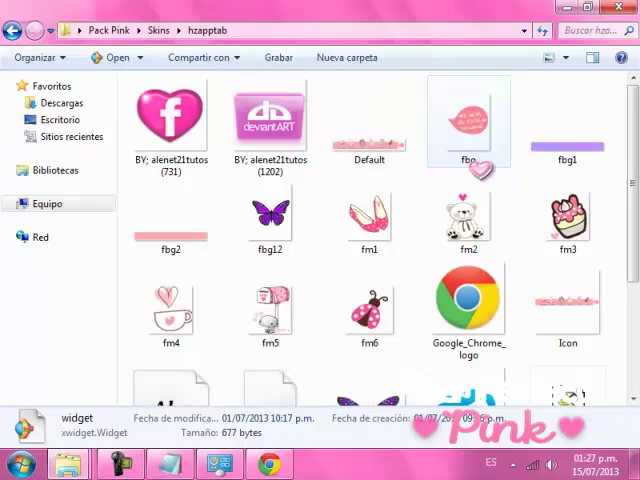 Pack Pink
Skins
hzapptab
Buscar hza...
Organizar
Open
Compartir con
Grabar
Nueva carpeta
Favoritos
Descargas
Escritorio
Sitios recientes
Bibliotecas
Equipo
Red
f
deviantART
BY; alenet21tutos
(731)
BY; alenet21tutos
(1202)
Default
fbg
fbg1
fbg2
fbg12
fm1
fm2
fm3
fm4
fm5
fm6
Google_Chrome_
logo
Icon
widget
Fecha de modifica...
01/07/2013 10:17 p.m.
Fecha de creación:
xwidget.Widget
Tamaño:
677 bytes
Pink
ES
01:27 p.m.
15/07/2013